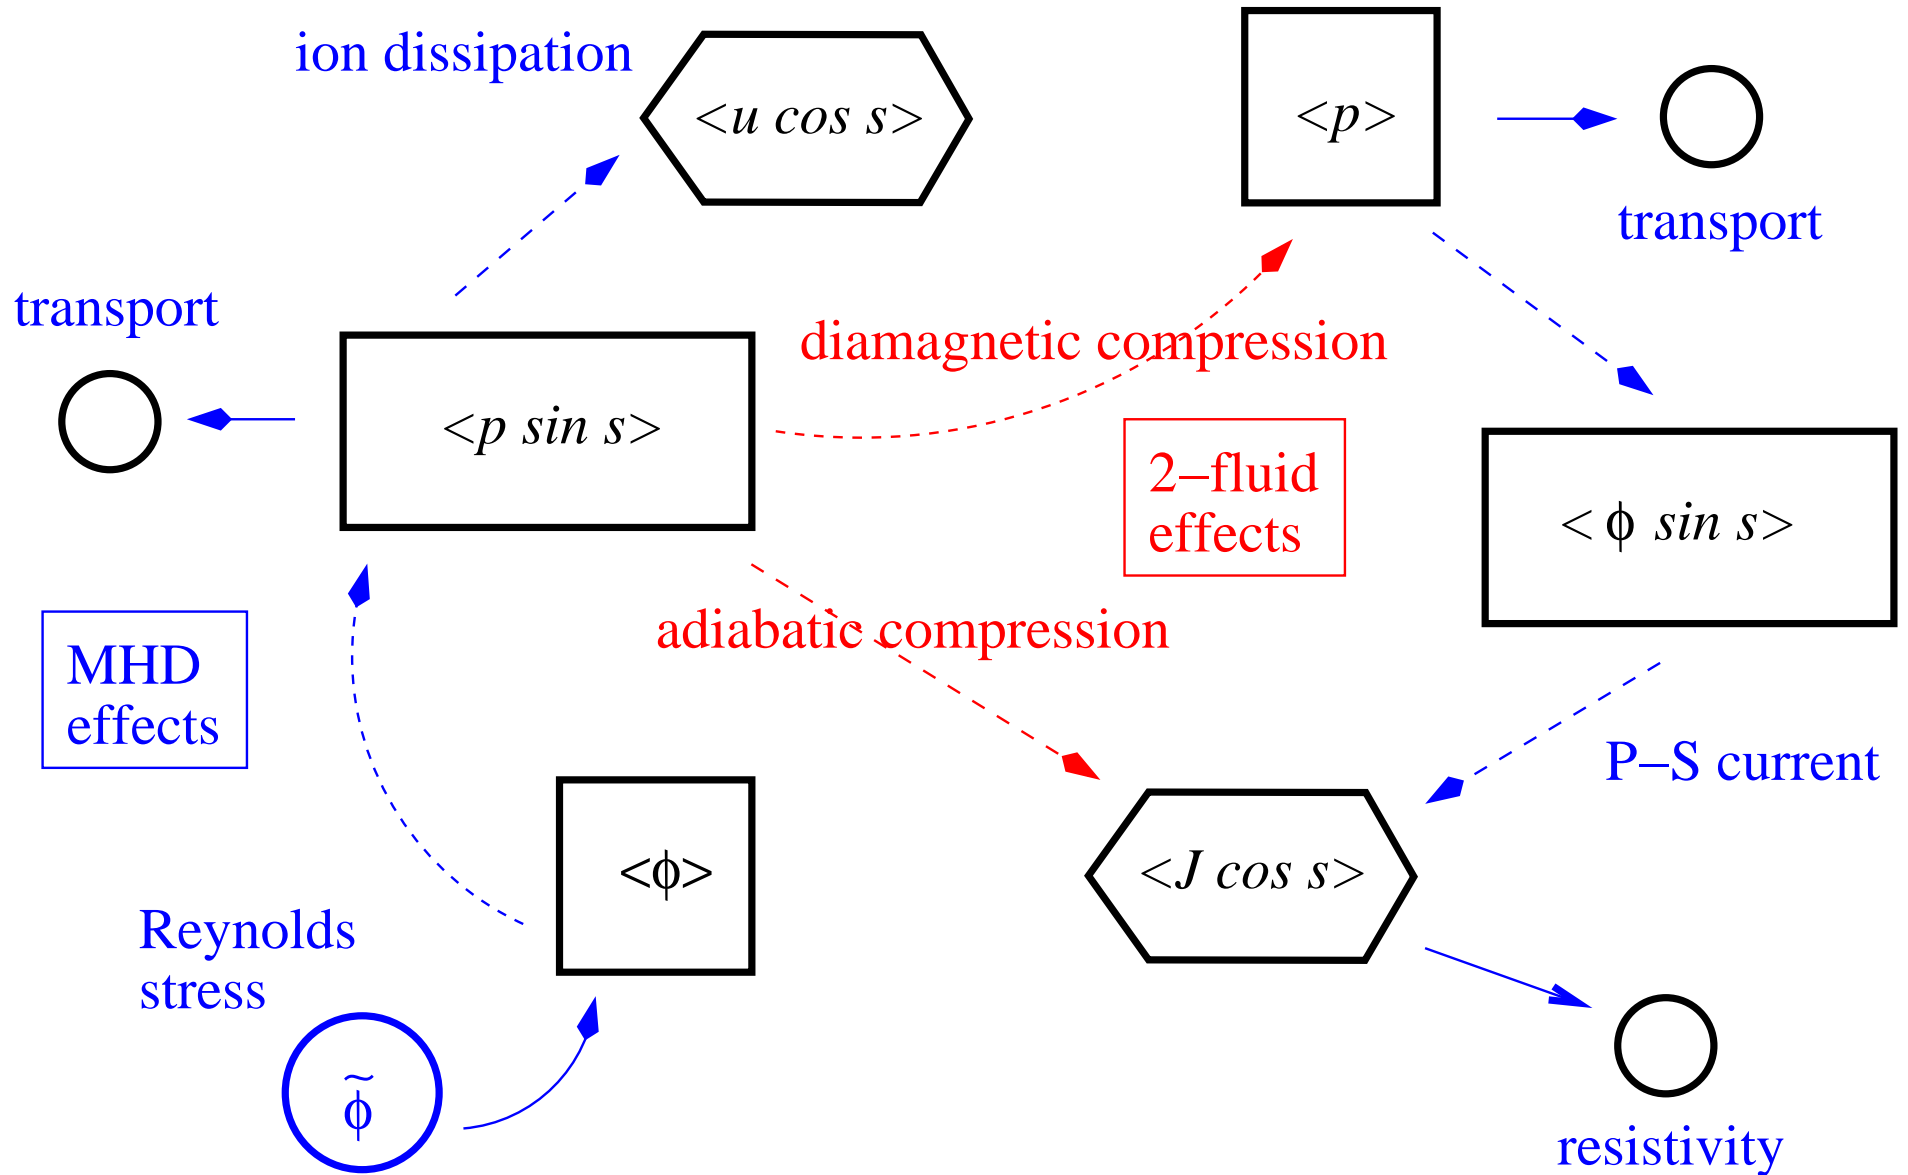 ion dissipation
<u cos s>
<p>
transport
transport
diamagnetic compression
<p sin s>
2–fluid
effects
<ϕ sin s>
adiabatic compression
MHD
effects
P–S current
<ϕ>
<J cos s>
Reynolds
stress
ϕ̃
resistivity